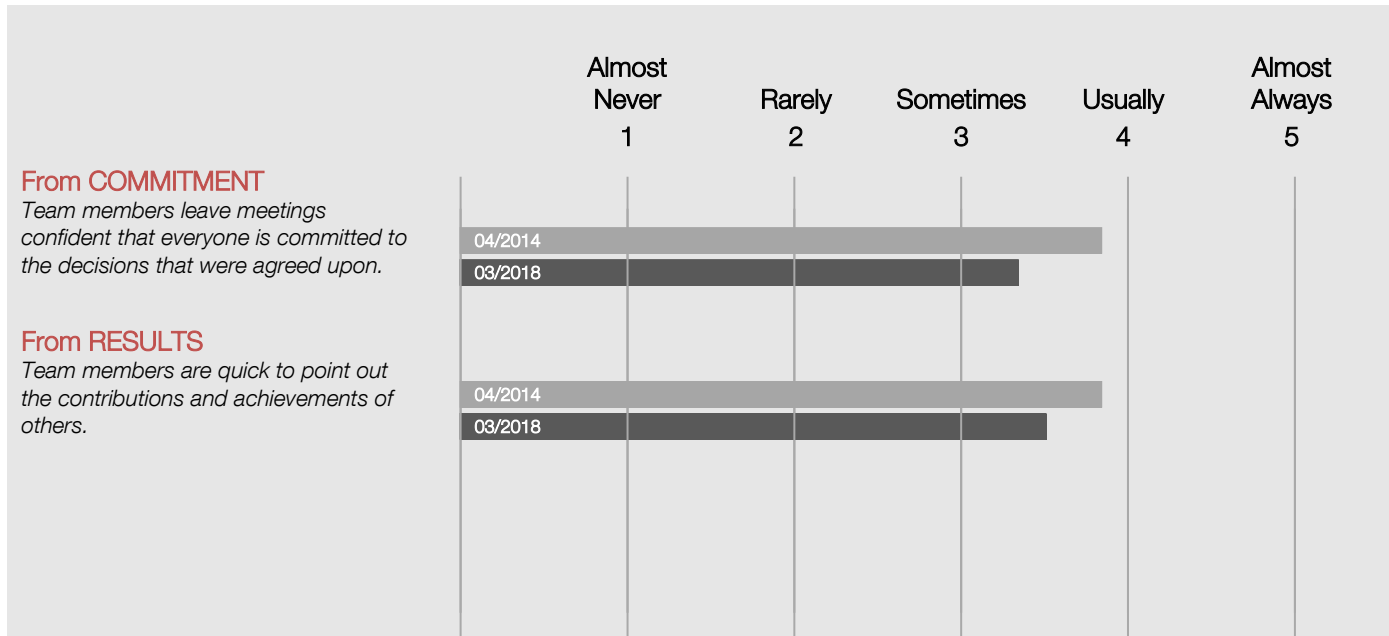 Almost
Never
Rarely
Sometimes
Usually
Almost
Always
1
2
3
4
5
From COMMITMENT
Team members leave meetings
confident that everyone is committed to
the decisions that were agreed upon.
04/2014
03/2018
From RESULTS
Team members are quick to point out
the contributions and achievements of
others.
04/2014
03/2018